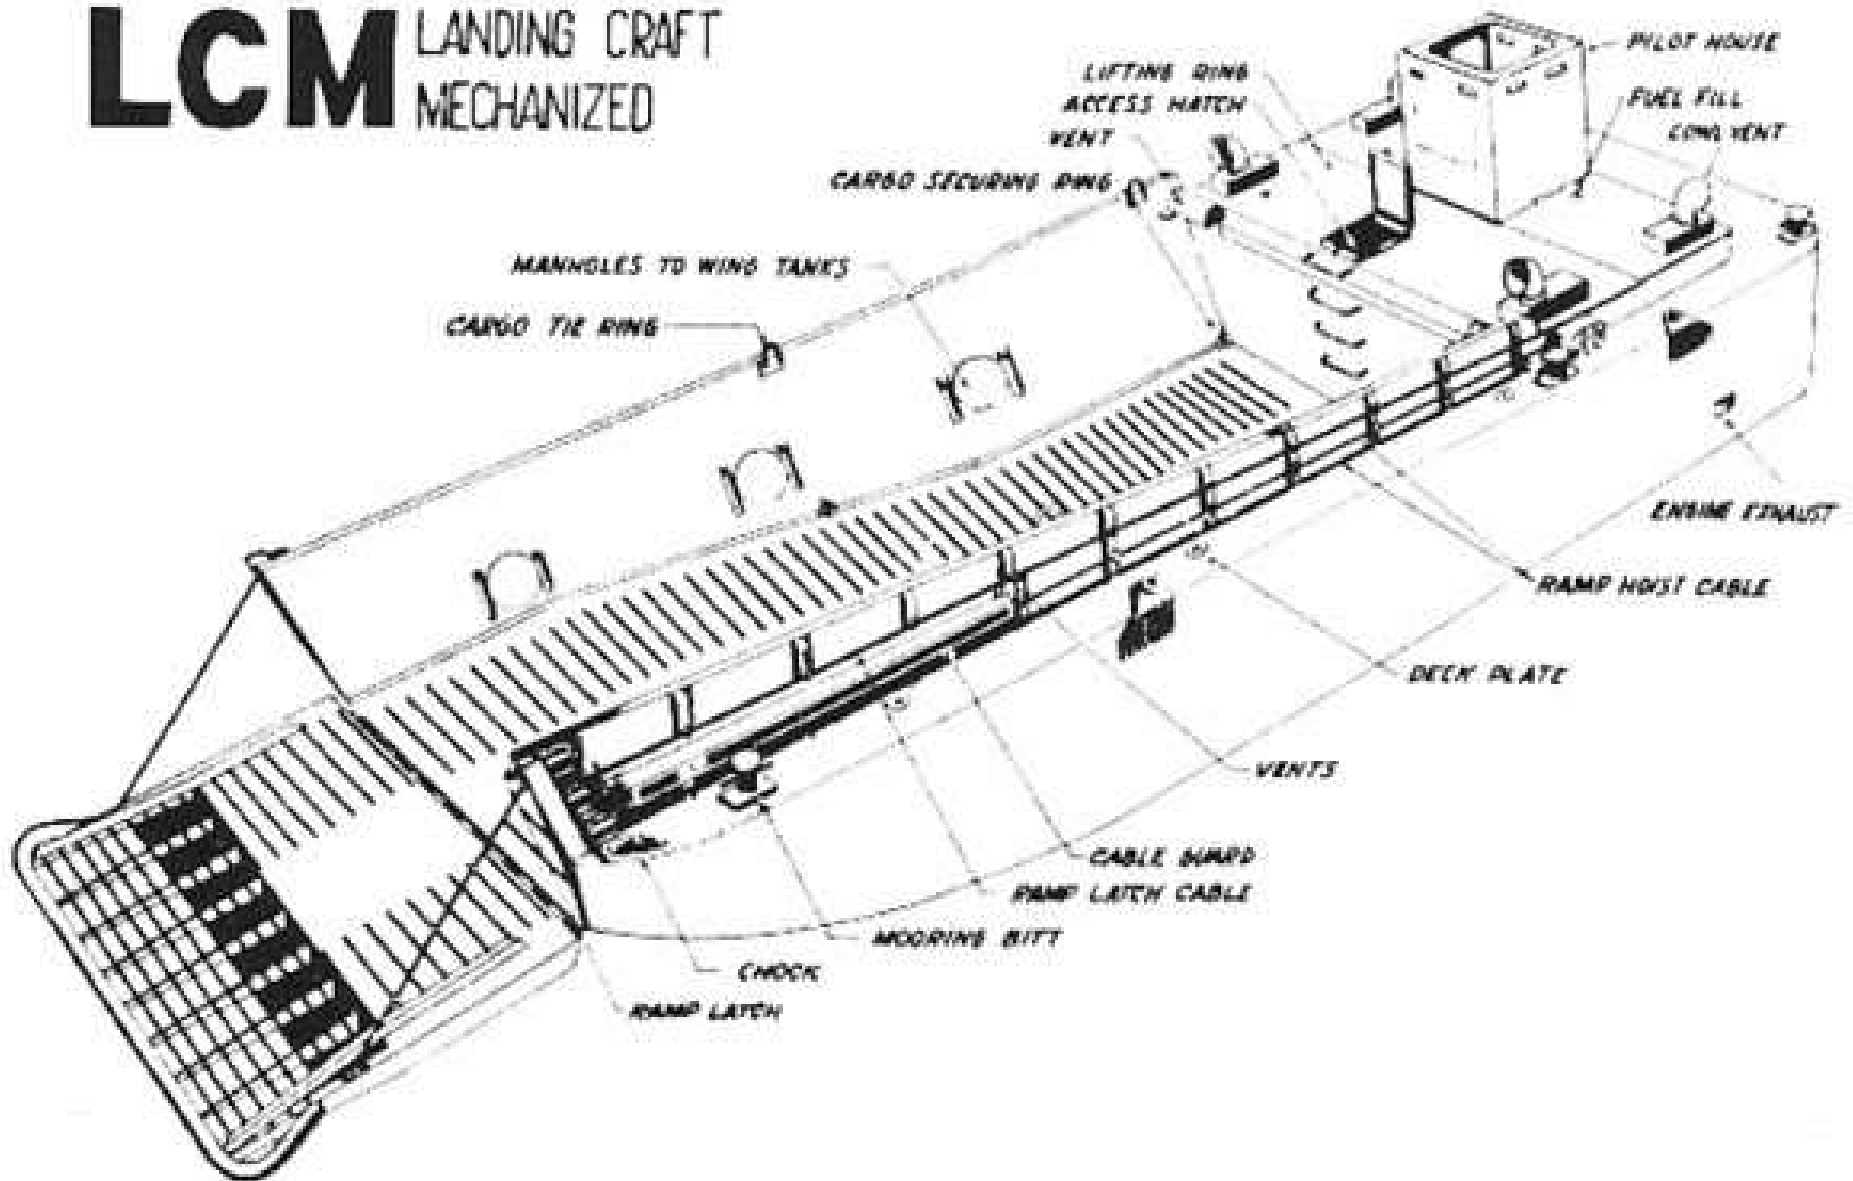 LCM
LANDING CRAFT
MECHANIZED
PILOT HOUSE
LIFTING RING
ACCESS HATCH
VENT
FUEL FILL
COWL VENT
CARGO SECURING RING
MANHOLES TO WING TANKS
CARGO TIE RING
ENGINE EXHAUST
RAMP HOIST CABLE
DECK PLATE
VENTS
CABLE GUARD
RAMP LATCH CABLE
MOORING BITT
CHOCK
RAMP LATCH